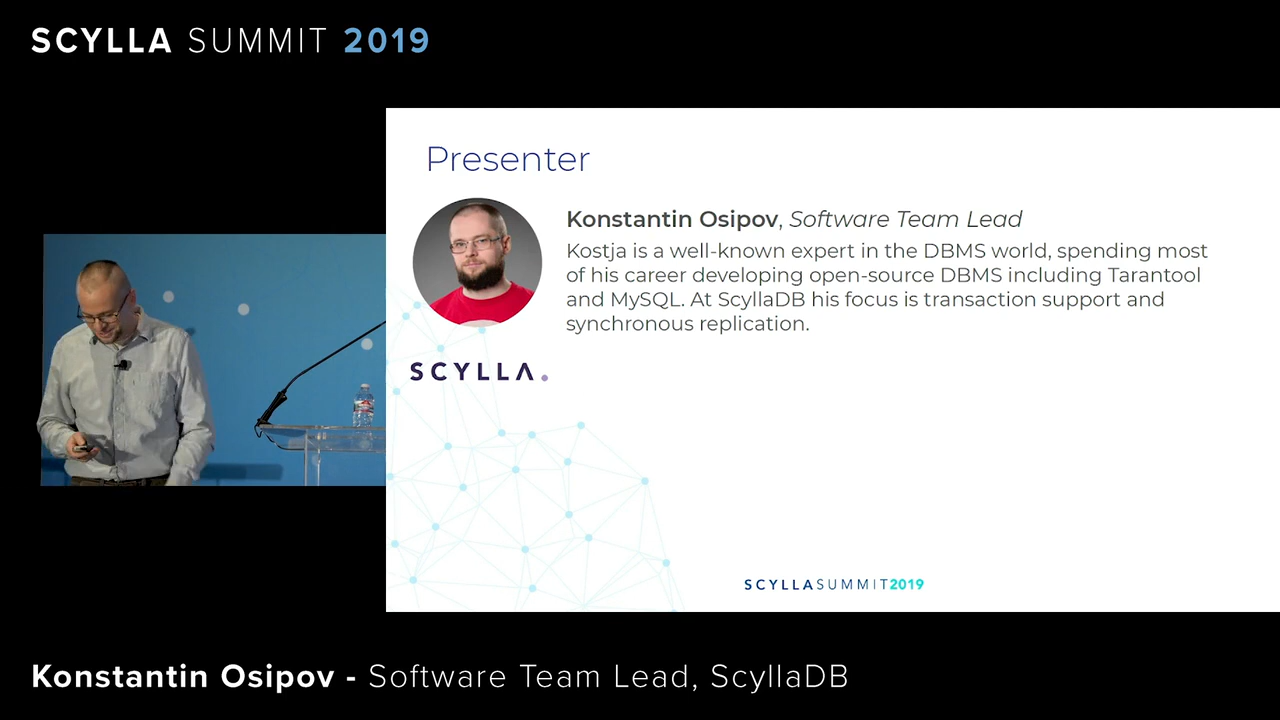 SCYLLA SUMMIT 2019
Presenter
Konstantin Osipov, Software Team Lead
Kostja is a well-known expert in the DBMS world, spending most
of his career developing open-source DBMS including Tarantool
and MySQL. At ScyllaDB his focus is transaction support and
synchronous replication.
SCYLLA.
SCYLLASUMMIT2019
Konstantin Osipov - Software Team Lead, ScyllaDB